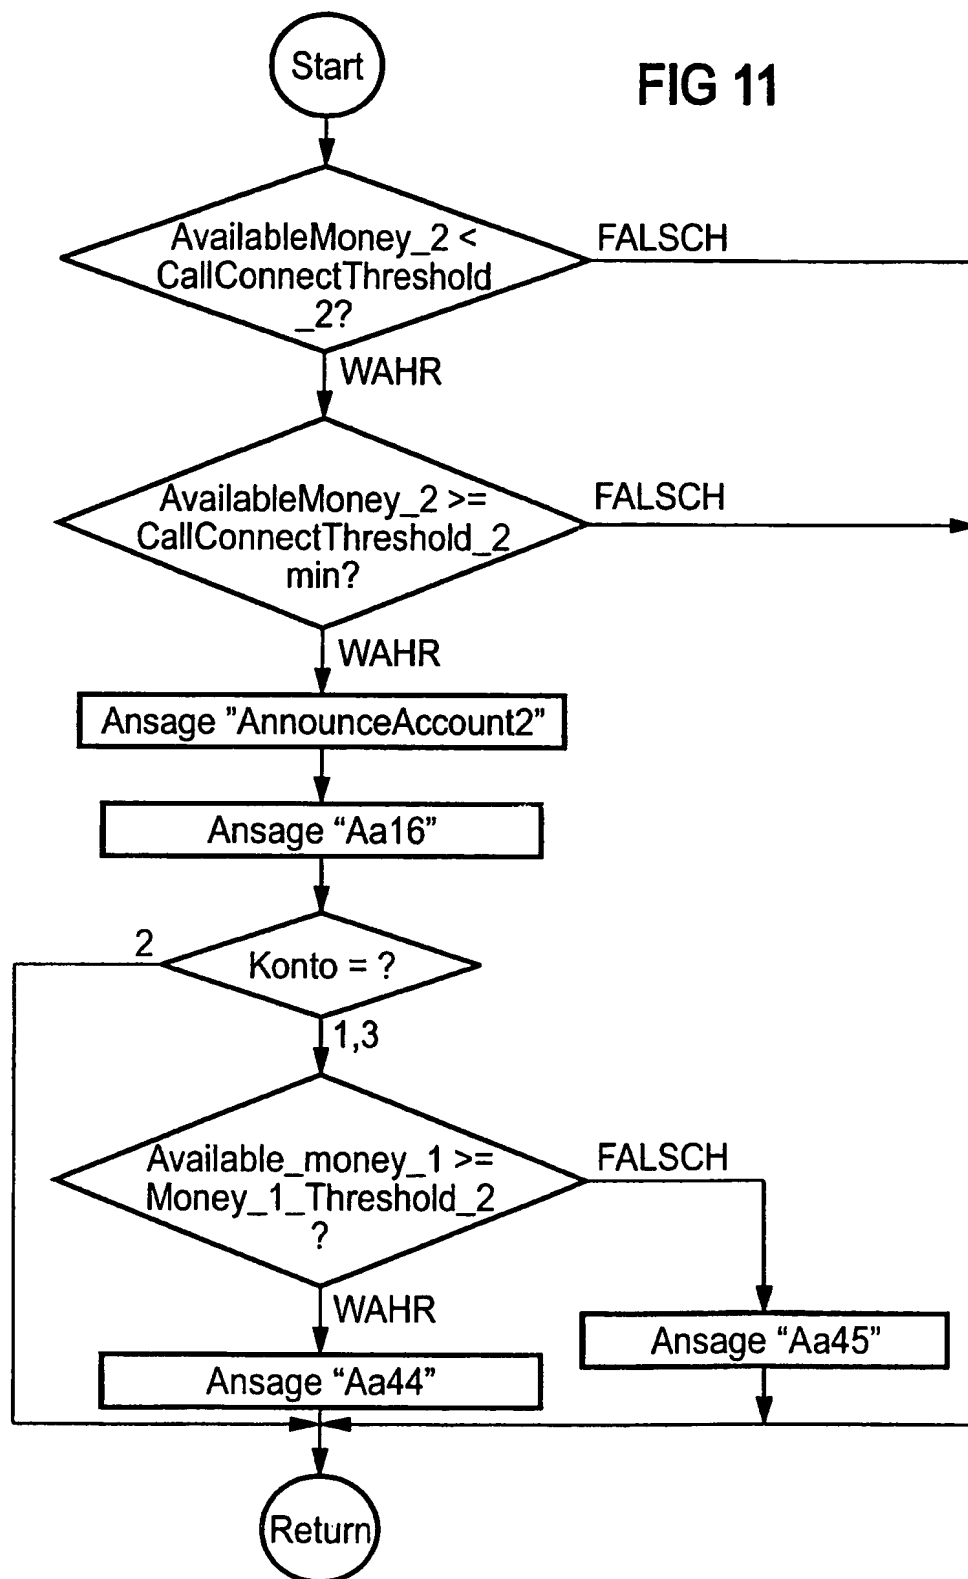 Start
FIG 11
AvailableMoney_2 <
CallConnectThreshold
_2?
FALSCH
WAHR
AvailableMoney_2 >=
CallConnectThreshold_2
min?
FALSCH
WAHR
Ansage "AnnounceAccount2"
Ansage “Aa16”
2
Konto = ?
1,3
Available_money_1 >=
Money_1_Threshold_2
?
FALSCH
WAHR
Ansage “Aa45”
Ansage “Aa44”
Return